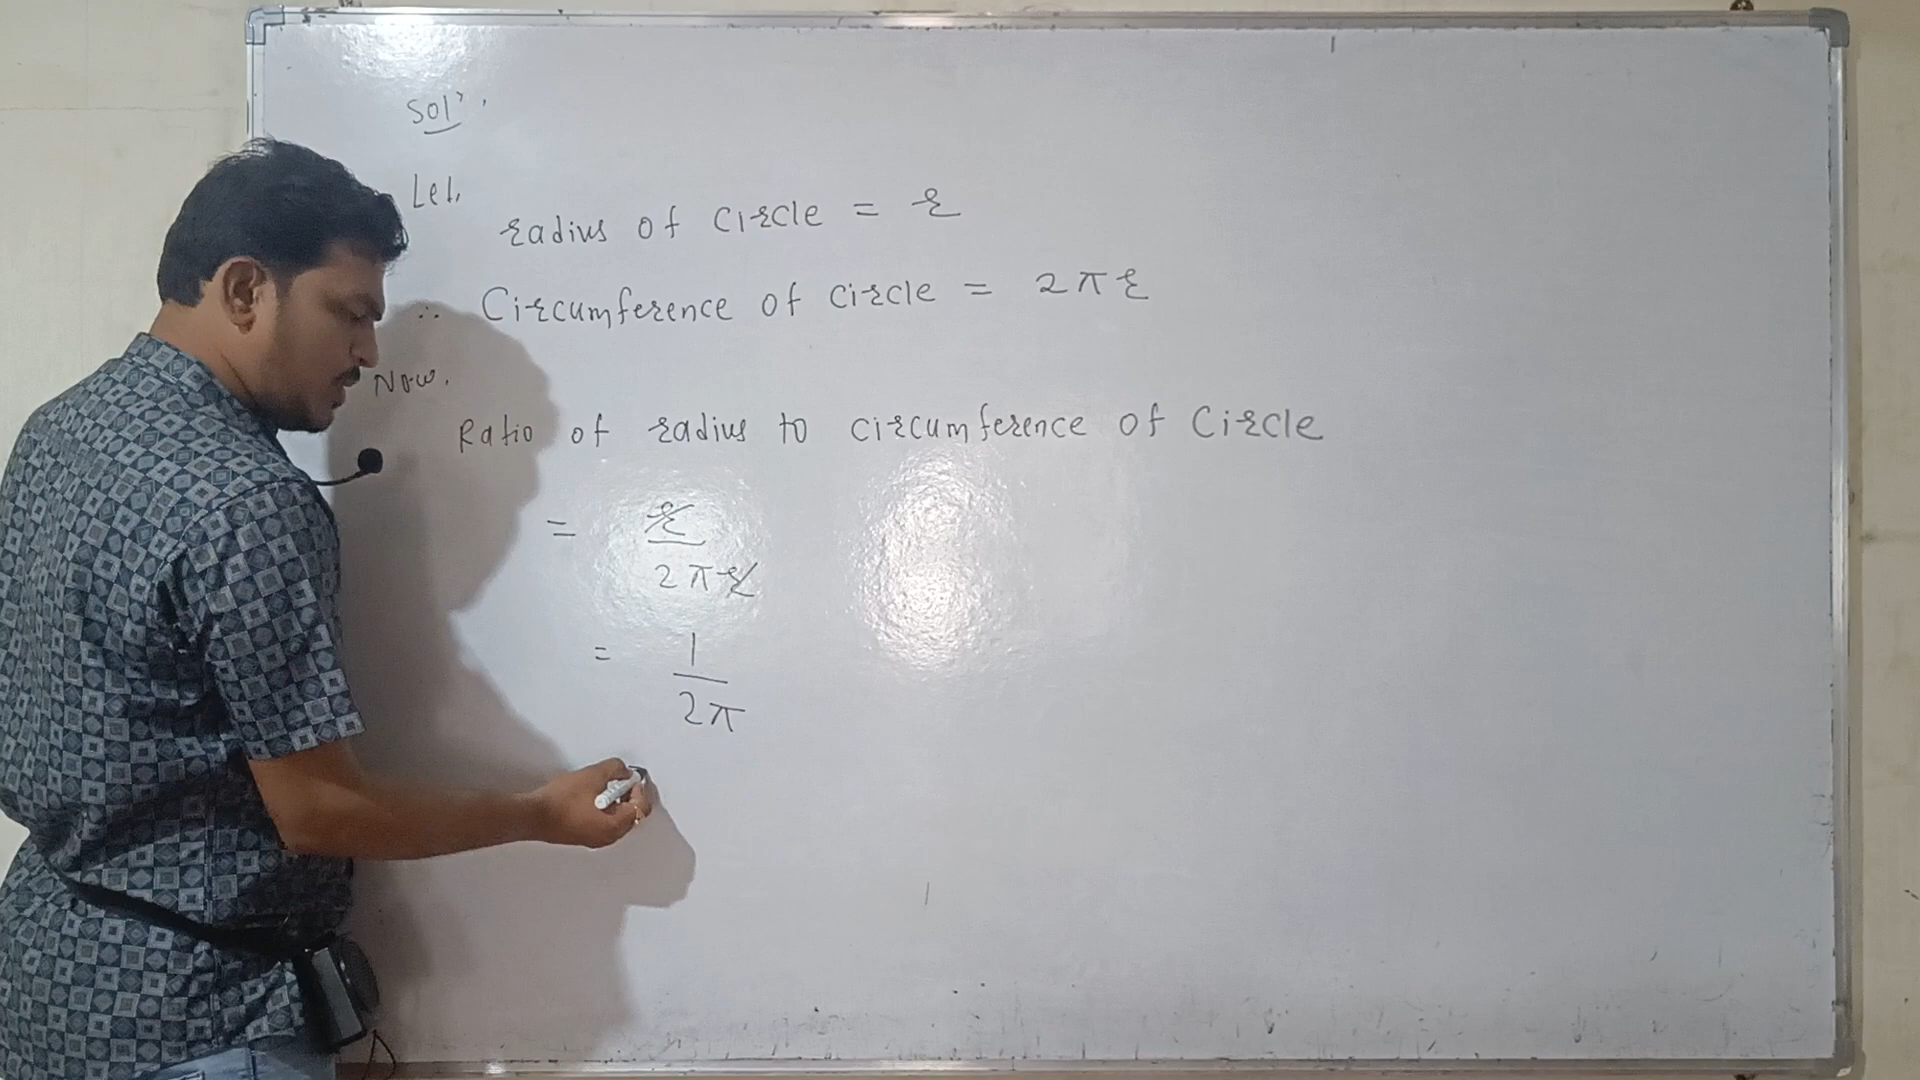 Solⁿ.
Let,
radius of circle = r
∴ Circumference of circle = 2πr
Now,
Ratio of radius to circumference of Circle
= r / 2πr
= 1 / 2π